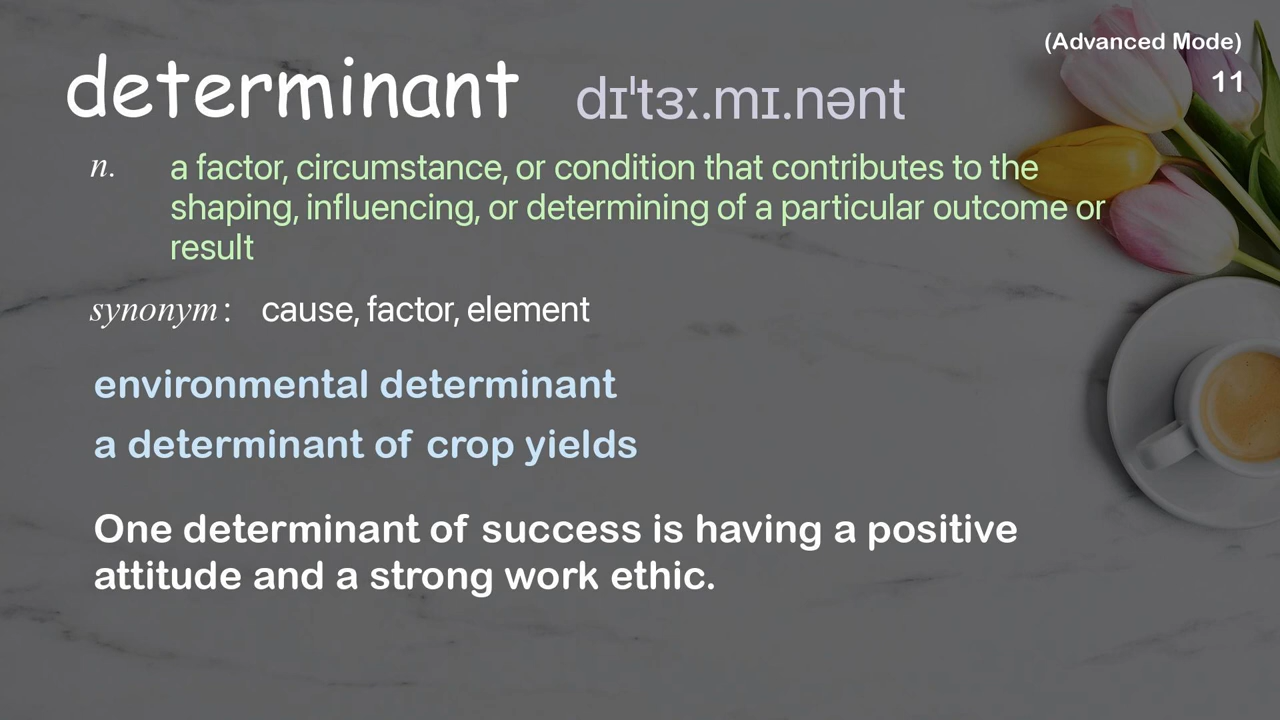 (Advanced Mode)
11
determinant dɪˈtɜː.mɪ.nənt
n. a factor, circumstance, or condition that contributes to the
shaping, influencing, or determining of a particular outcome or
result
synonym: cause, factor, element
environmental determinant
a determinant of crop yields
One determinant of success is having a positive
attitude and a strong work ethic.